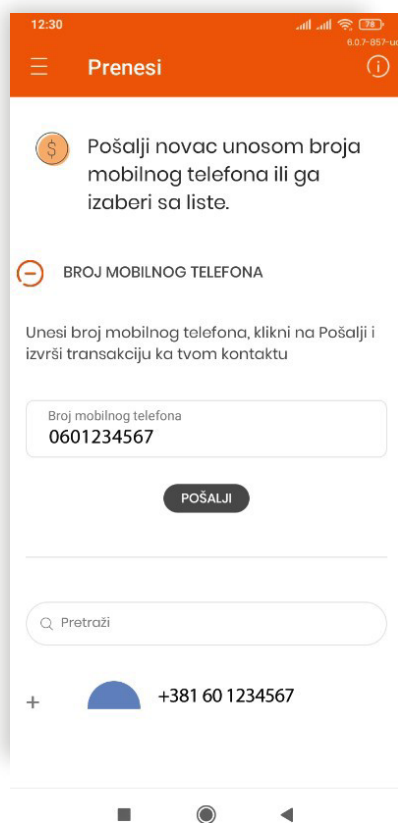 12:30
78
6.0.7-857-ua
Prenesi
Pošalji novac unosom broja
mobilnog telefona ili ga
izaberi sa liste.
BROJ MOBILNOG TELEFONA
Unesi broj mobilnog telefona, klikni na Pošalji i
izvrši transakciju ka tvom kontaktu
Broj mobilnog telefona
0601234567
POŠALJI
Pretraži
+381 60 1234567